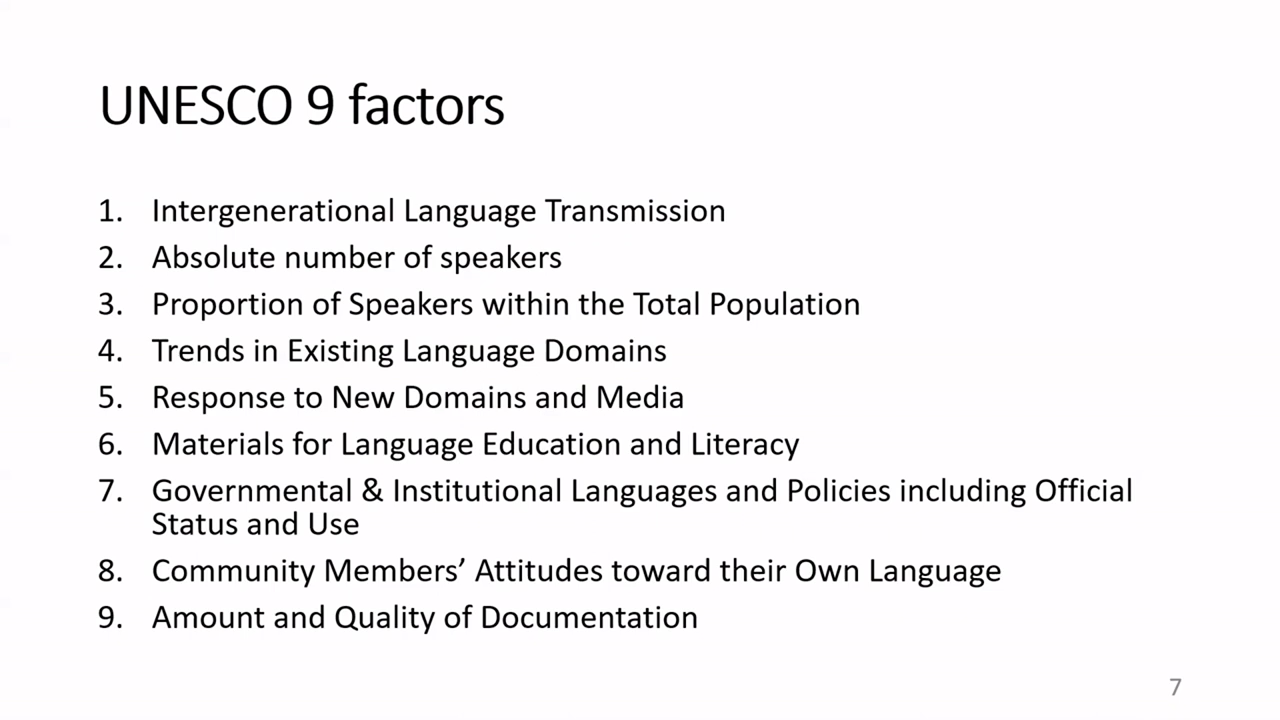 UNESCO 9 factors
1. Intergenerational Language Transmission
2. Absolute number of speakers
3. Proportion of Speakers within the Total Population
4. Trends in Existing Language Domains
5. Response to New Domains and Media
6. Materials for Language Education and Literacy
7. Governmental & Institutional Languages and Policies including Official
Status and Use
8. Community Members’ Attitudes toward their Own Language
9. Amount and Quality of Documentation
7